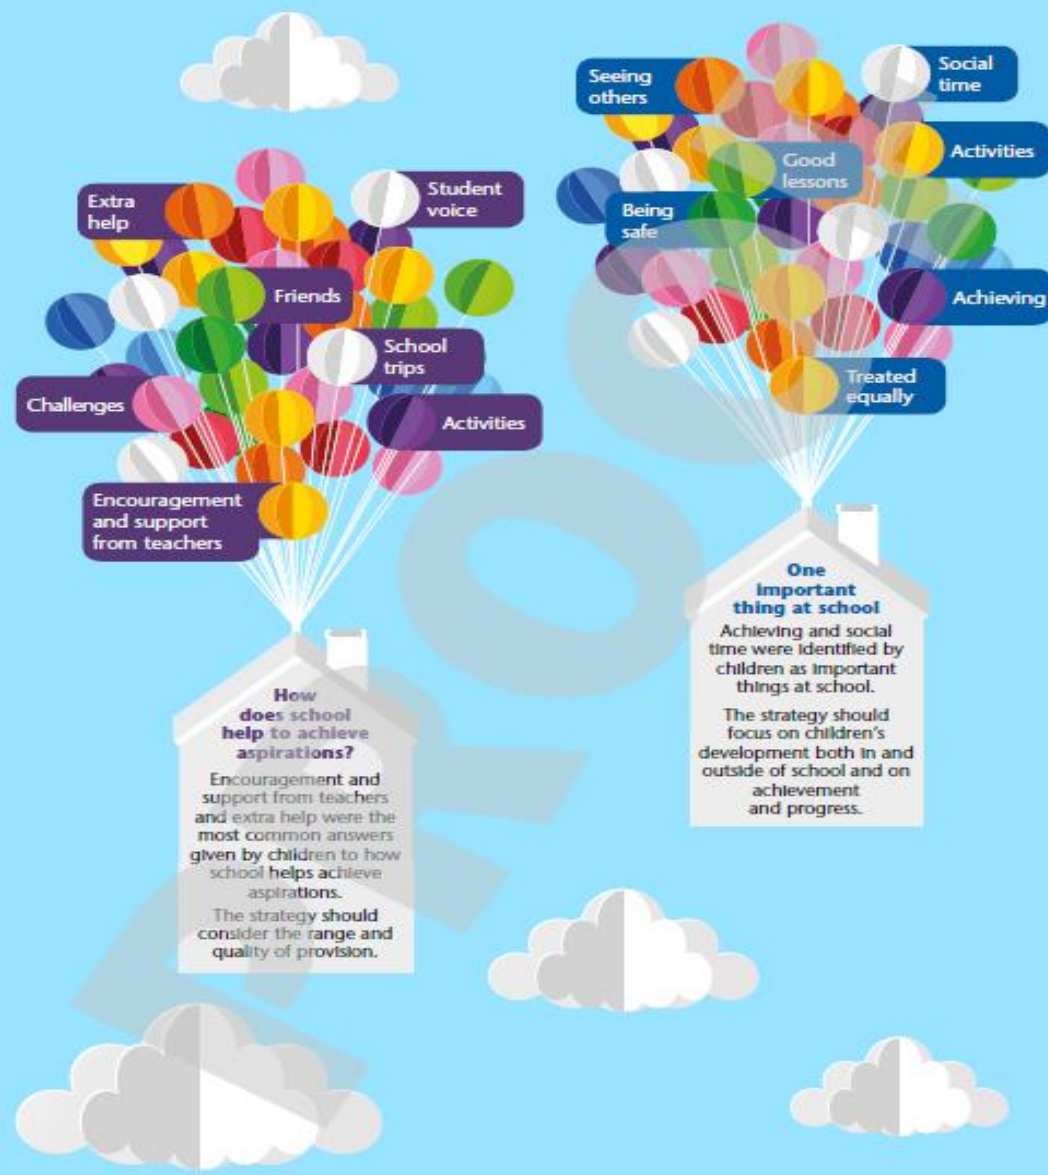 Extra
help
Student
voice
Friends
School
trips
Challenges
Activities
Encouragement
and support
from teachers
How
does school
help to achieve
aspirations?
Encouragement and
support from teachers
and extra help were the
most common answers
given by children to how
school helps achieve
aspirations.
The strategy should
consider the range and
quality of provision.
Seeing
others
Social
time
Good
lessons
Activities
Being
safe
Achieving
Treated
equally
One
important
thing at school
Achieving and social
time were identified by
children as important
things at school.
The strategy should
focus on children's
development both in and
outside of school and on
achievement
and progress.